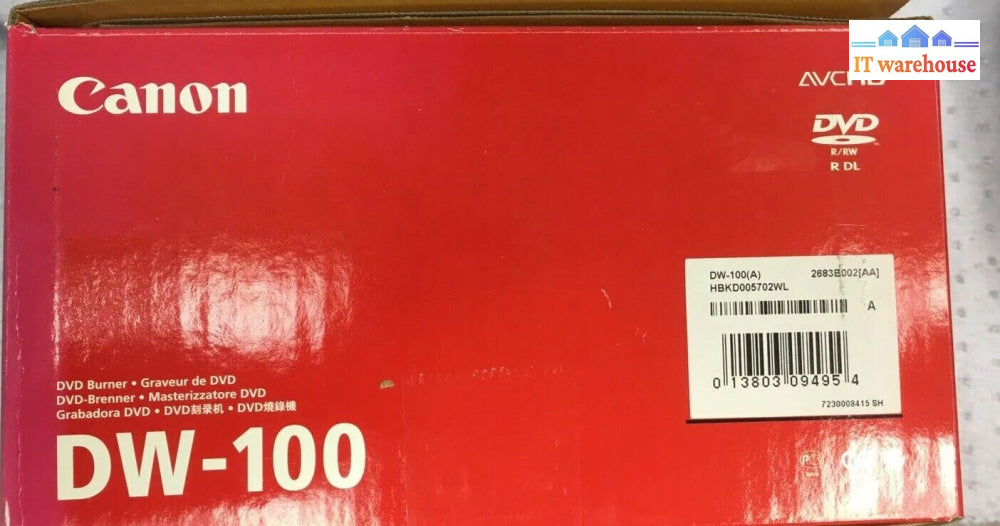 IT warehouse
Canon
AVCHD
DVD
R/RW
R DL
DW-100(A) 2683B002[AA]
HBKD005702WL
A
0 13803 09495 4
7230008415 SH
DVD Burner • Graveur de DVD
DVD-Brenner • Masterizzatore DVD
Grabadora DVD • DVD刻录机 • DVD燒錄機
DW-100